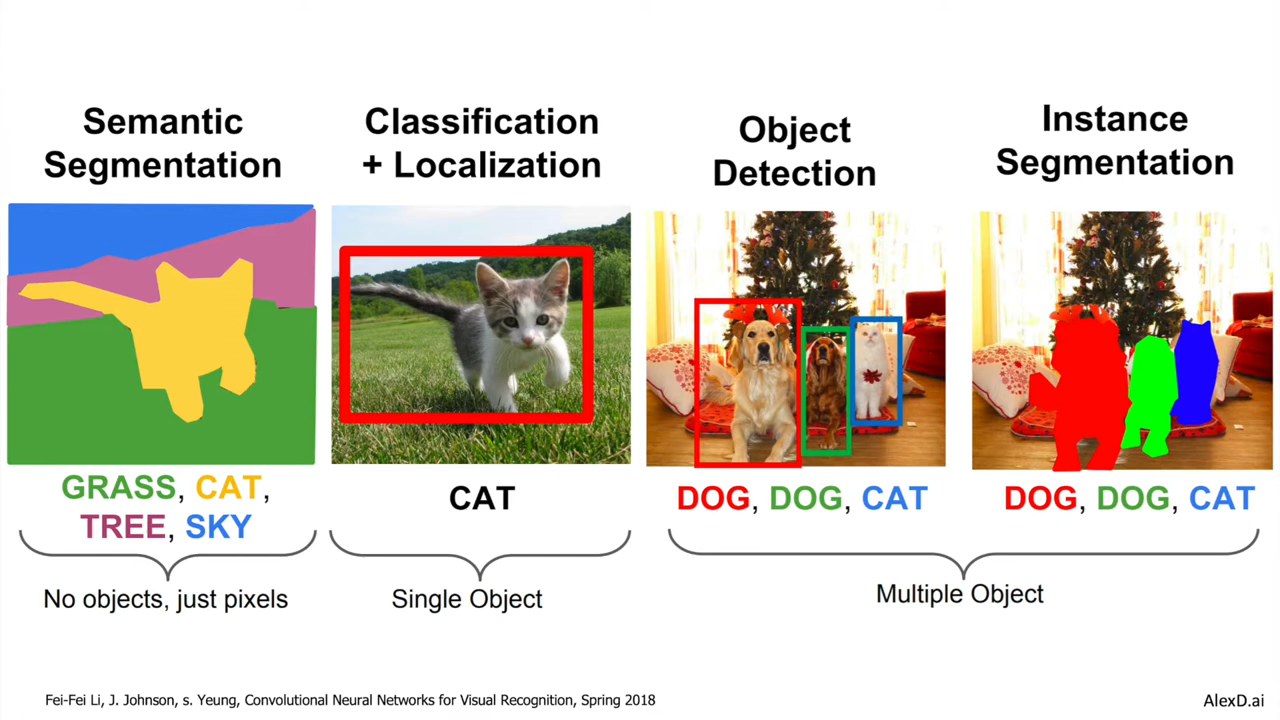 Semantic
Segmentation
Classification
+ Localization
Object
Detection
Instance
Segmentation
GRASS, CAT,
TREE, SKY
CAT
DOG, DOG, CAT
DOG, DOG, CAT
No objects, just pixels
Single Object
Multiple Object
Fei-Fei Li, J. Johnson, s. Yeung, Convolutional Neural Networks for Visual Recognition, Spring 2018
AlexD.ai